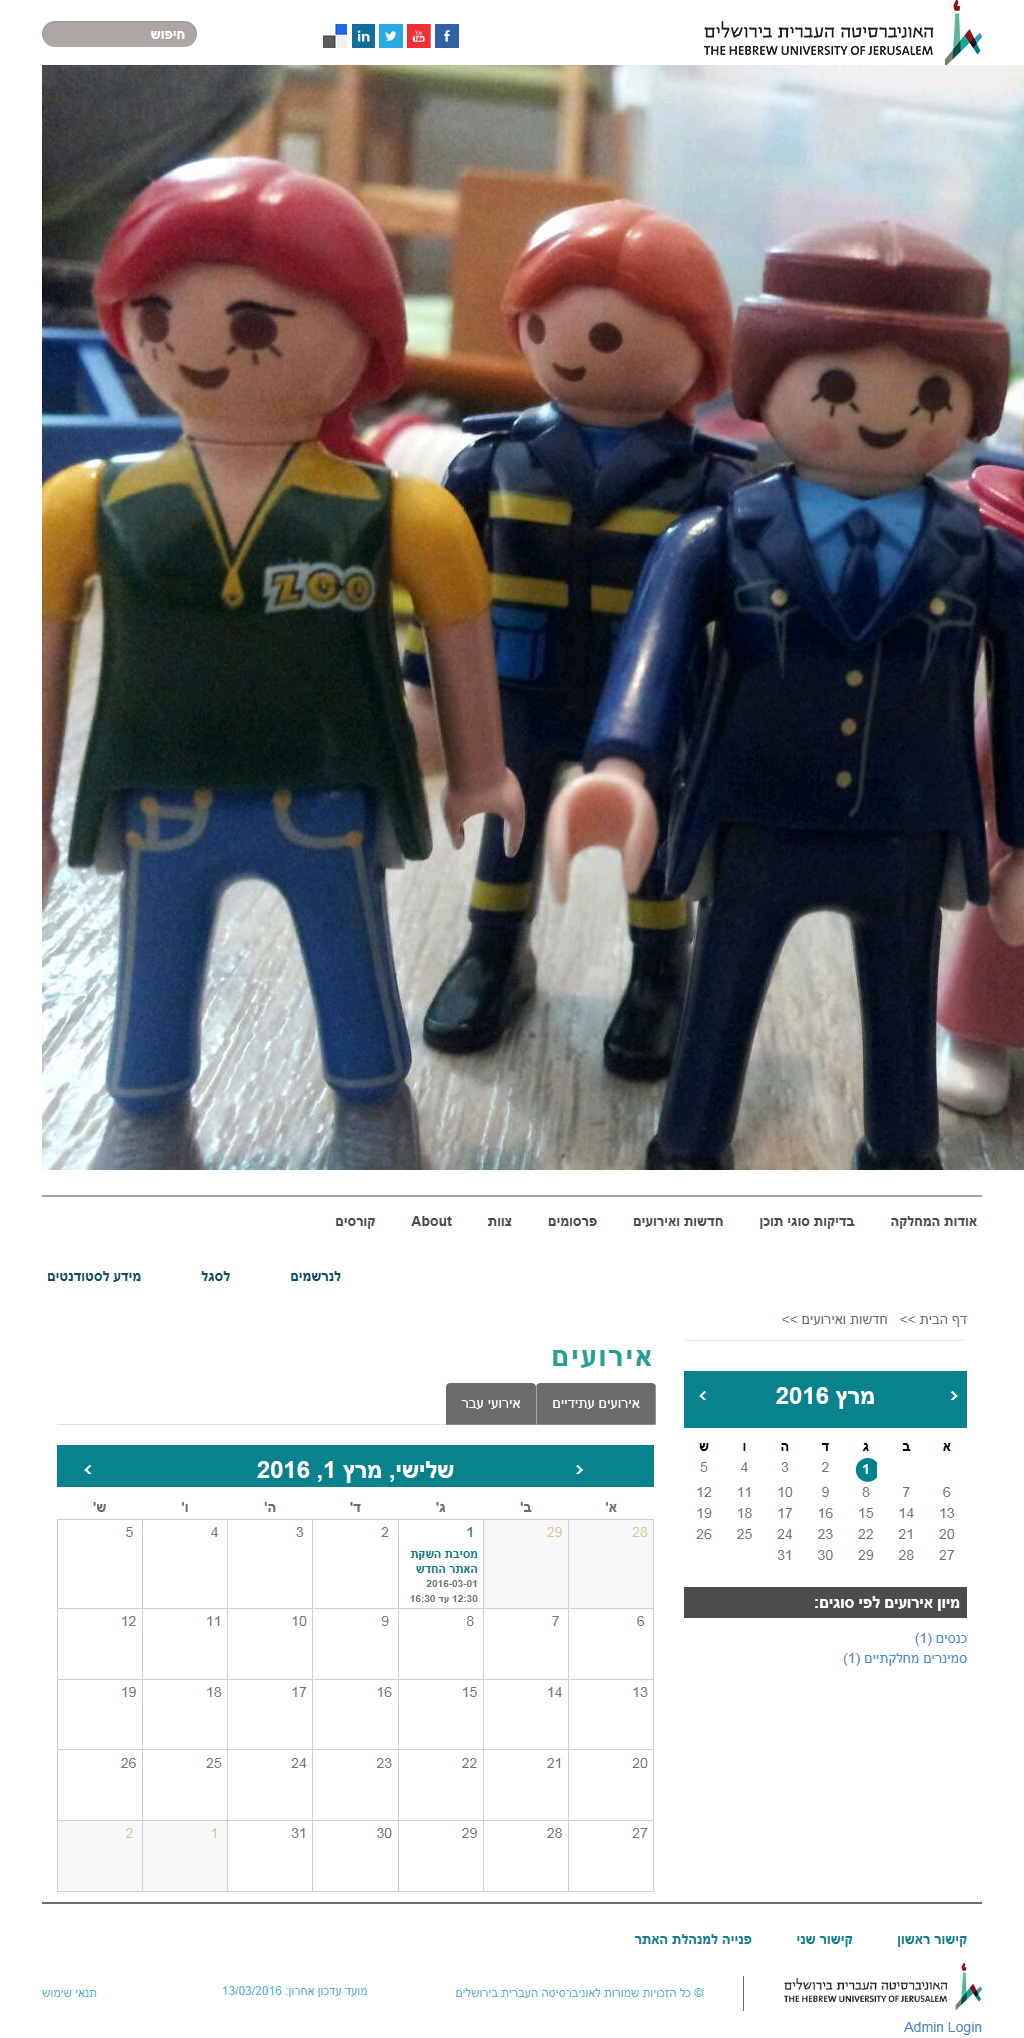 האוניברסיטה העברית בירושלים
THE HEBREW UNIVERSITY OF JERUSALEM
You Tube
in
f
חיפוש
ZOO
אודות המחלקה
בדיקות סוגי תוכן
חדשות ואירועים
פרסומים
צוות
About
קורסים
לנרשמים
לסגל
מידע לסטודנטים
דף הבית >> חדשות ואירועים >>
מרץ 2016
א ב ג ד ה ו ש
1 2 3 4 5
6 7 8 9 10 11 12
13 14 15 16 17 18 19
20 21 22 23 24 25 26
27 28 29 30 31
מיון אירועים לפי סוגים:
כנסים (1)
סמינרים מחלקתיים (1)
אירועים
אירועים עתידיים
אירועי עבר
שלישי, מרץ 1, 2016
א' ב' ג' ד' ה' ו' ש'
28 29 1 2 3 4 5
מסיבת השקת
האתר החדש
2016-03-01
12:30 עד 16:30
6 7 8 9 10 11 12
13 14 15 16 17 18 19
20 21 22 23 24 25 26
27 28 29 30 31 1 2
קישור ראשון
קישור שני
פנייה למנהלת האתר
האוניברסיטה העברית בירושלים
THE HEBREW UNIVERSITY OF JERUSALEM
© כל הזכויות שמורות לאוניברסיטה העברית בירושלים
מועד עדכון אחרון: 13/03/2016
תנאי שימוש
Admin Login